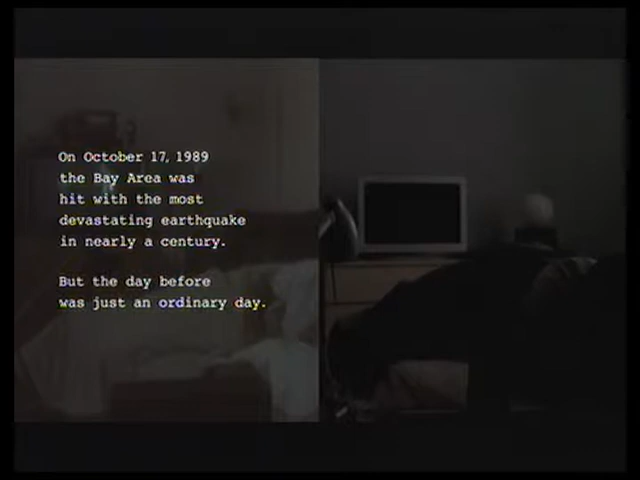 On October 17, 1989
the Bay Area was
hit with the most
devastating earthquake
in nearly a century.
But the day before
was just an ordinary day.